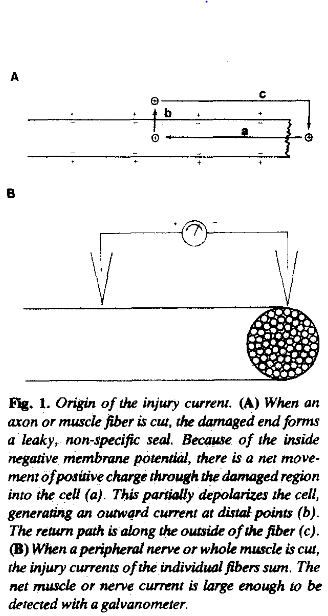 A
c
b
a
B
+ −
Fig. 1. Origin of the injury current. (A) When an
axon or muscle fiber is cut, the damaged end forms
a leaky, non-specific seal. Because of the inside
negative membrane potential, there is a net move-
ment of positive charge through the damaged region
into the cell (a). This partially depolarizes the cell,
generating an outward current at distal points (b).
The return path is along the outside of the fiber (c).
(B) When a peripheral nerve or whole muscle is cut,
the injury currents of the individual fibers sum. The
net muscle or nerve current is large enough to be
detected with a galvanometer.